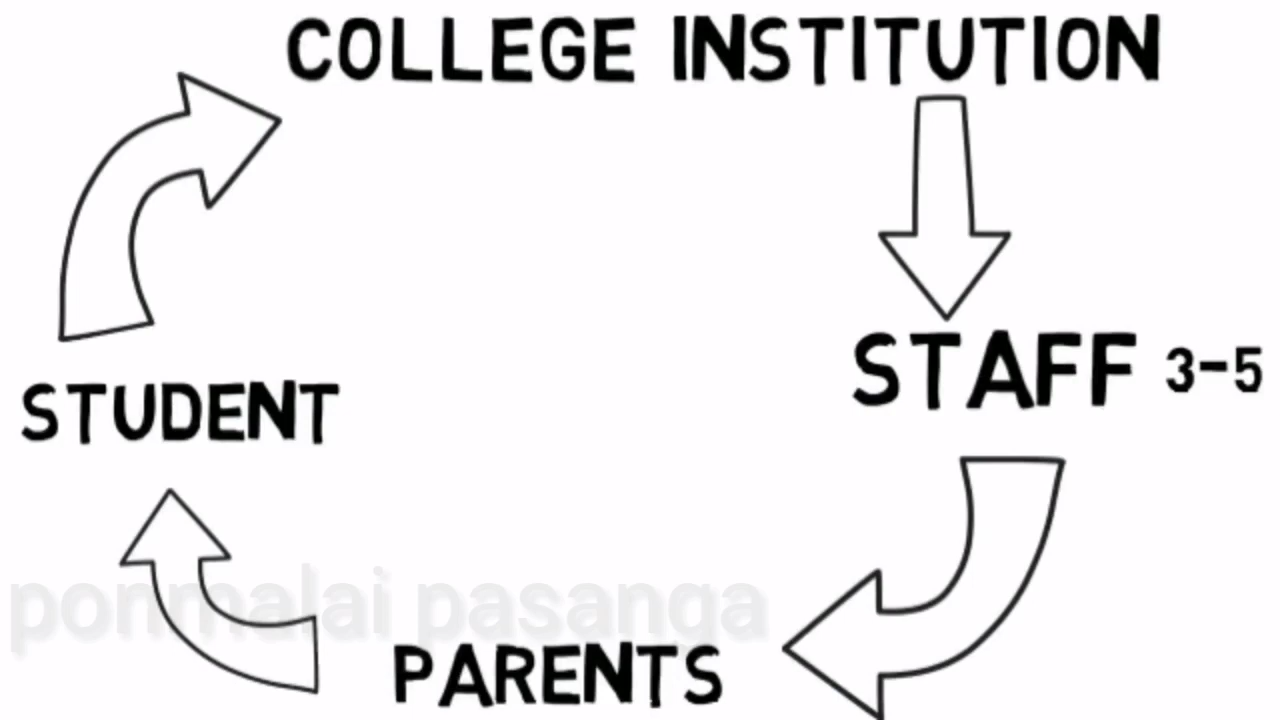 COLLEGE INSTITUTION
STAFF 3-5
STUDENT
ponmalai pasanga
PARENTS